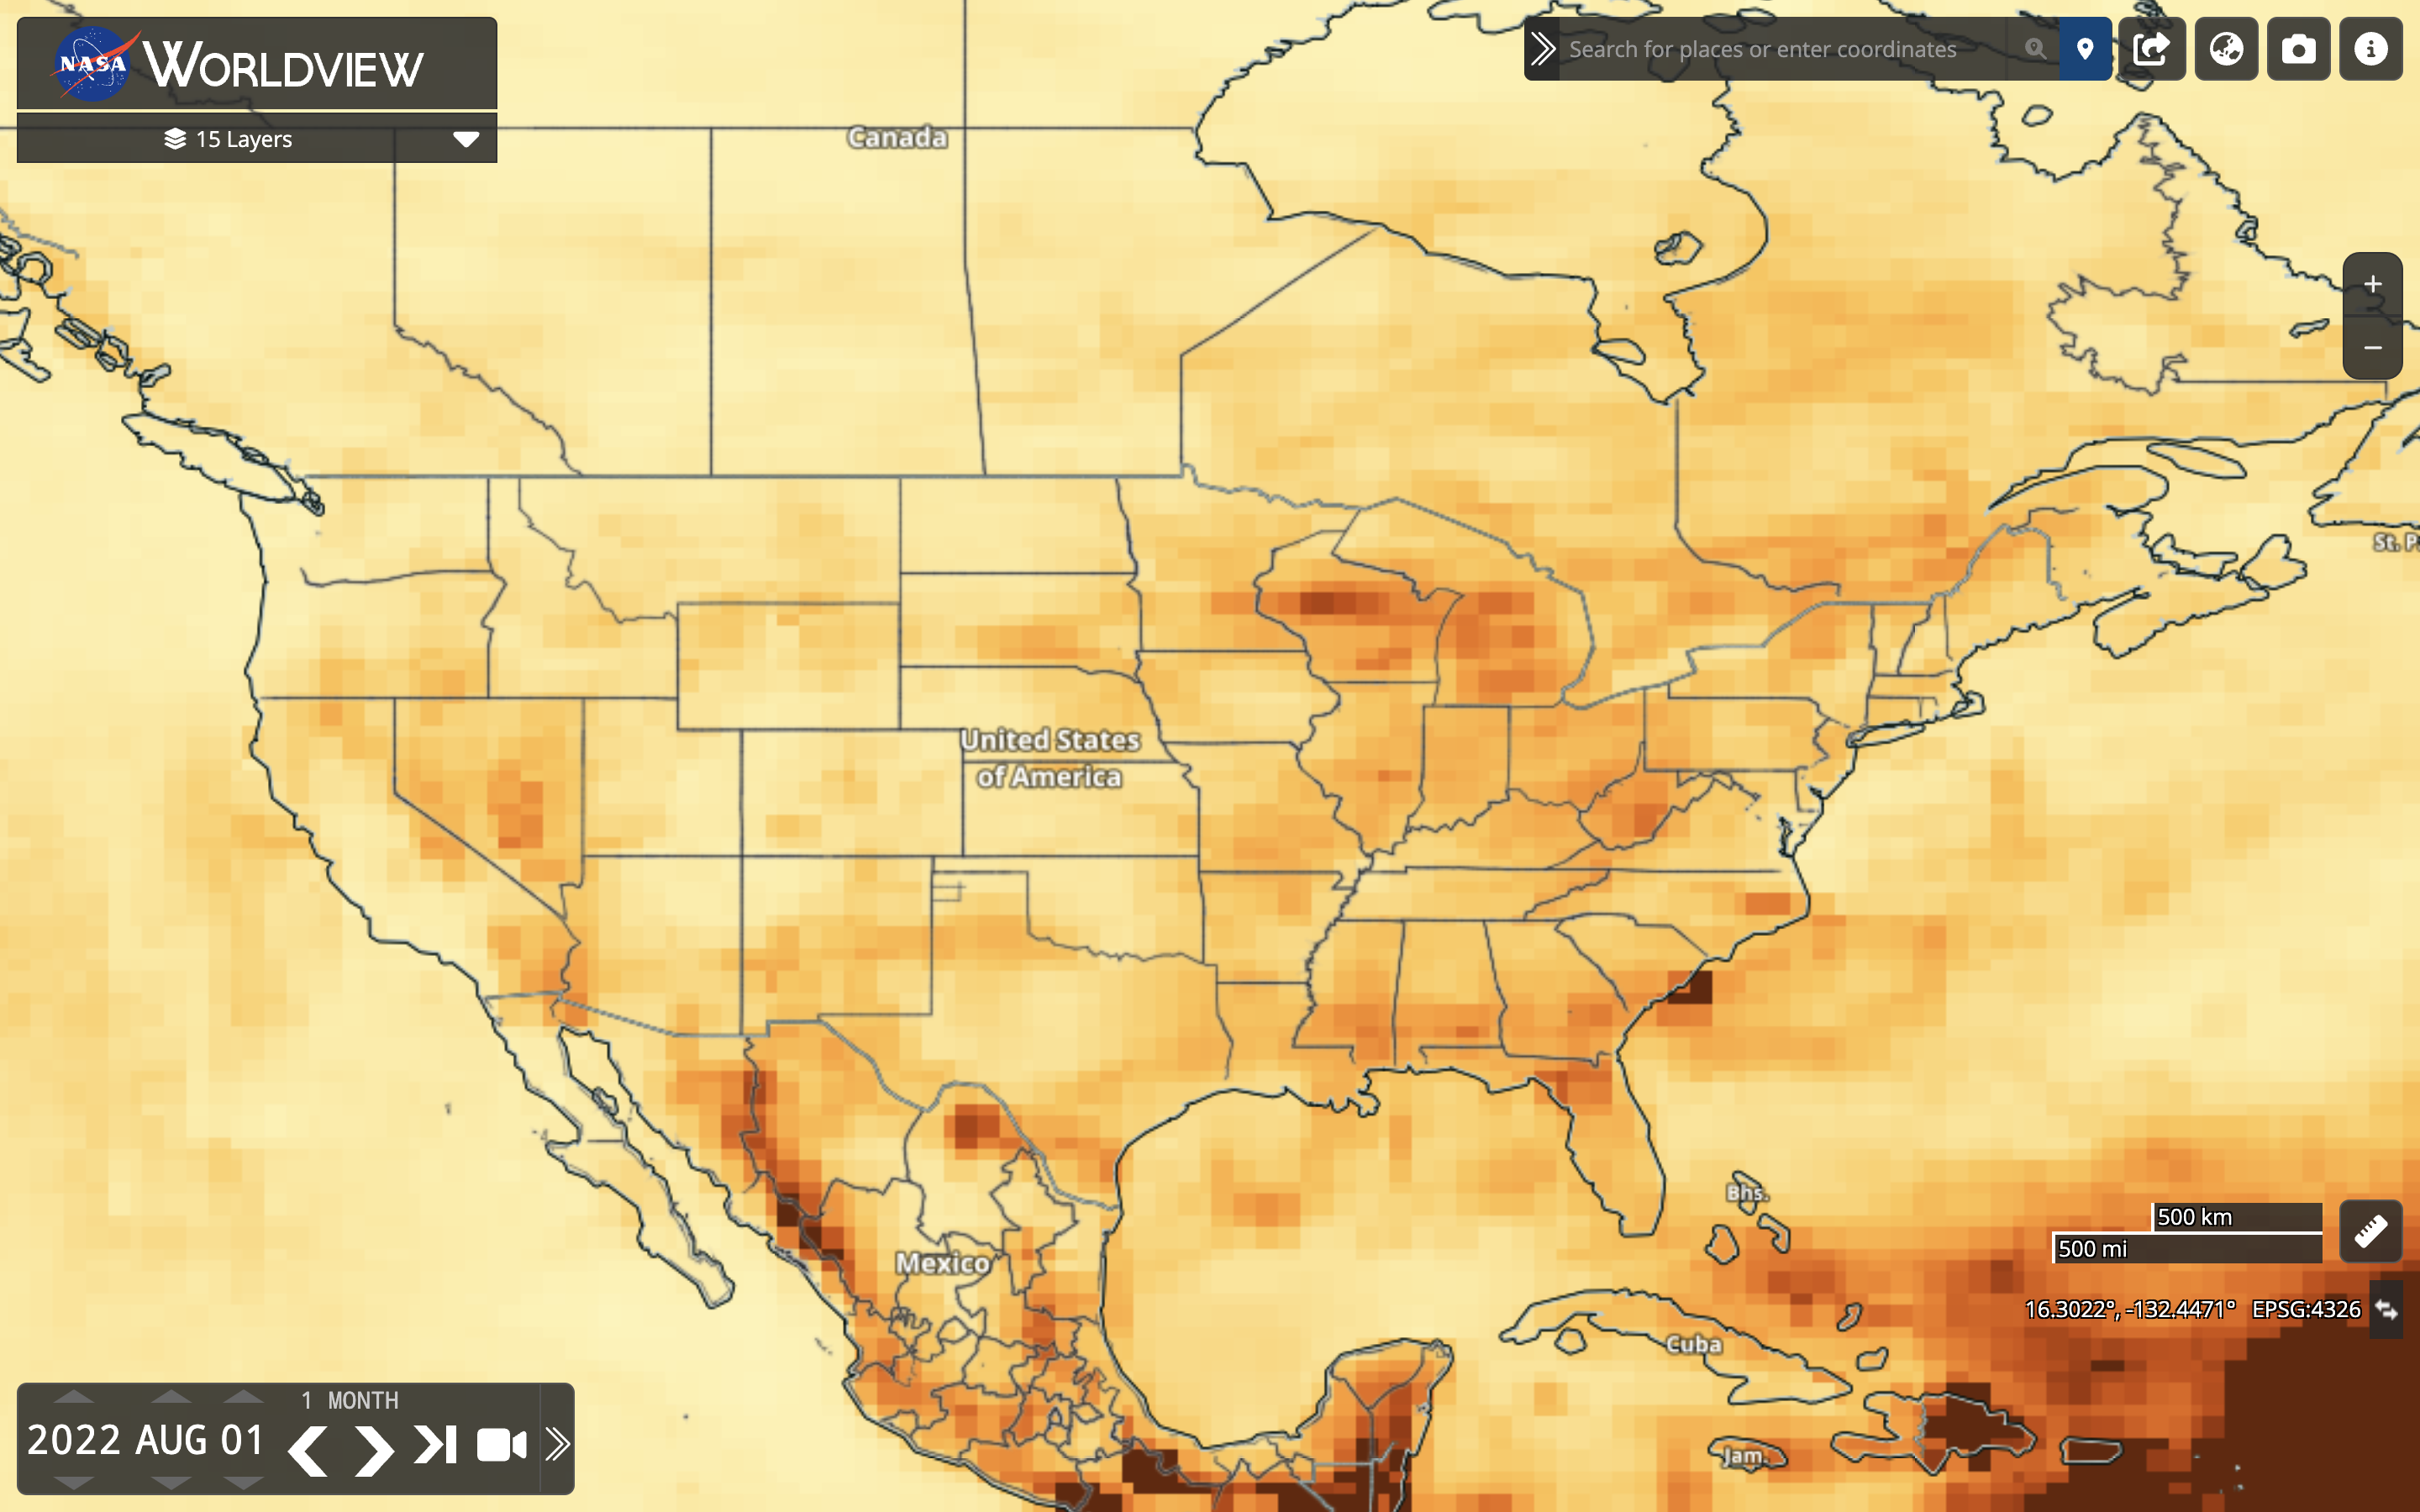 NASA WORLDVIEW
Search for places or enter coordinates
15 Layers
Canada
+
−
St. P
United States
of America
Bhs.
500 km
500 mi
Mexico
16.3022°, -132.4471° EPSG:4326
Cuba
1 MONTH
2022 AUG 01
Jam.